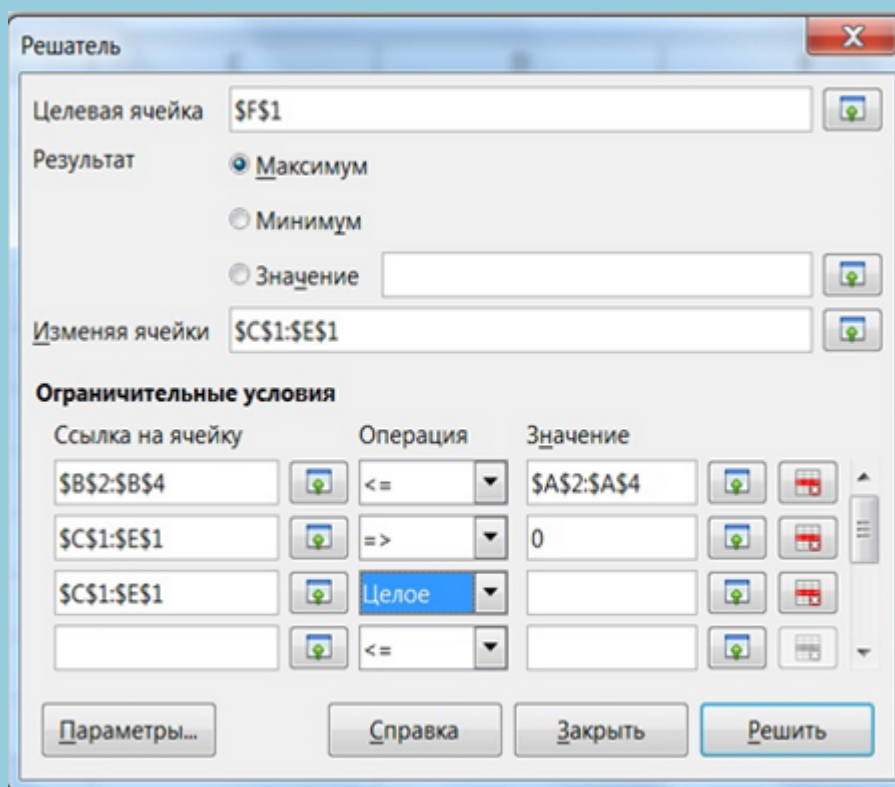 Решатель
Целевая ячейка $F$1
Результат Максимум
Минимум
Значение
Изменяя ячейки $C$1:$E$1
Ограничительные условия
Ссылка на ячейку Операция Значение
$B$2:$B$4 <= $A$2:$A$4
$C$1:$E$1 => 0
$C$1:$E$1 Целое
<=
Параметры... Справка Закрыть Решить